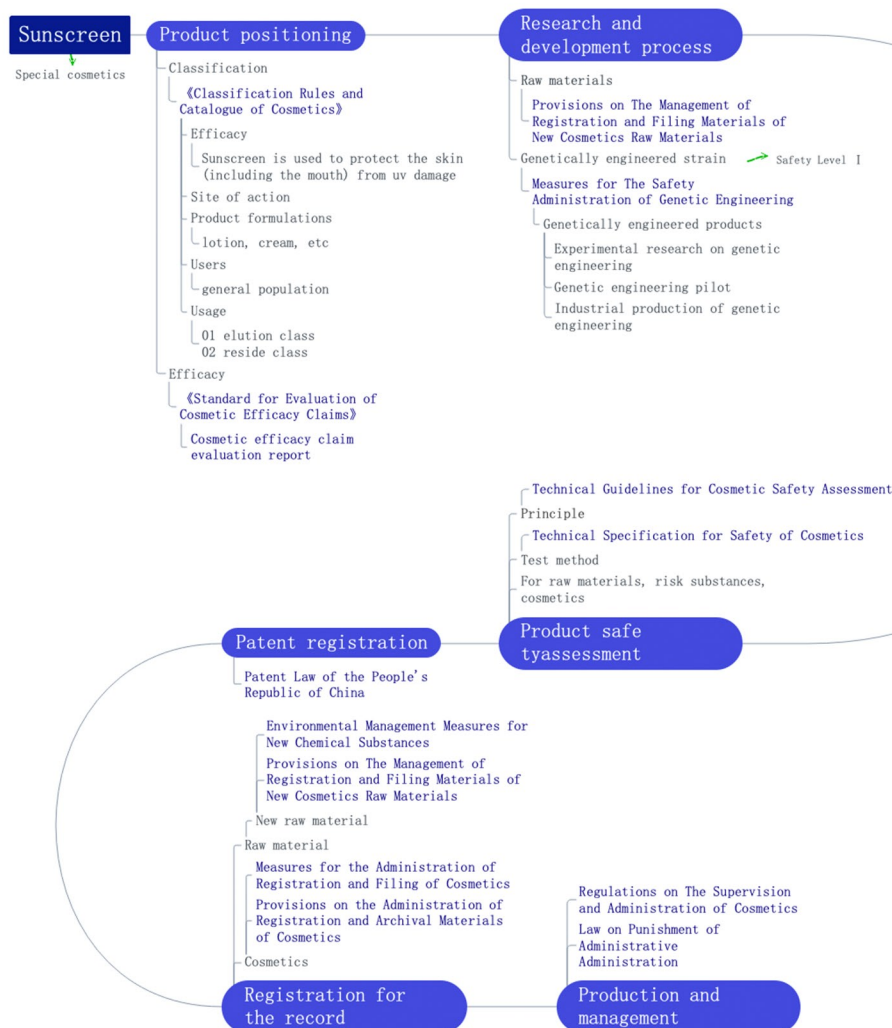 Sunscreen
Special cosmetics
Product positioning
Classification
《Classification Rules and
Catalogue of Cosmetics》
Efficacy
Sunscreen is used to protect the skin
(including the mouth) from uv damage
Site of action
Product formulations
lotion, cream, etc
Users
general population
Usage
01 elution class
02 reside class
Efficacy
《Standard for Evaluation of
Cosmetic Efficacy Claims》
Cosmetic efficacy claim
evaluation report
Research and
development process
Raw materials
Provisions on The Management of
Registration and Filing Materials of
New Cosmetics Raw Materials
Genetically engineered strain
Safety Level Ⅰ
Measures for The Safety
Administration of Genetic Engineering
Genetically engineered products
Experimental research on genetic
engineering
Genetic engineering pilot
Industrial production of genetic
engineering
Technical Guidelines for Cosmetic Safety Assessment
Principle
Technical Specification for Safety of Cosmetics
Test method
For raw materials, risk substances,
cosmetics
Product safe
tyassessment
Patent registration
Patent Law of the People's
Republic of China
Environmental Management Measures for
New Chemical Substances
Provisions on The Management of
Registration and Filing Materials of
New Cosmetics Raw Materials
New raw material
Raw material
Measures for the Administration of
Registration and Filing of Cosmetics
Provisions on the Administration of
Registration and Archival Materials
of Cosmetics
Cosmetics
Registration for
the record
Regulations on The Supervision
and Administration of Cosmetics
Law on Punishment of
Administrative
Administration
Production and
management